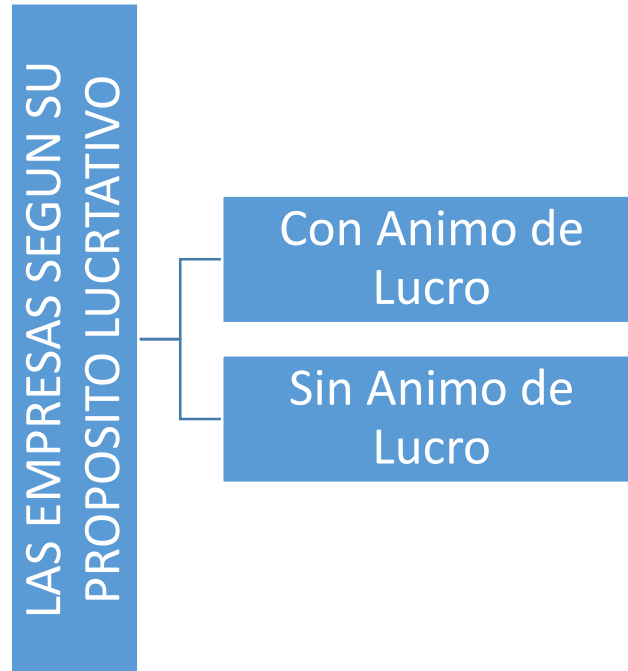 LAS EMPRESAS SEGUN SU
PROPOSITO LUCRTATIVO
Con Animo de
Lucro
Sin Animo de
Lucro